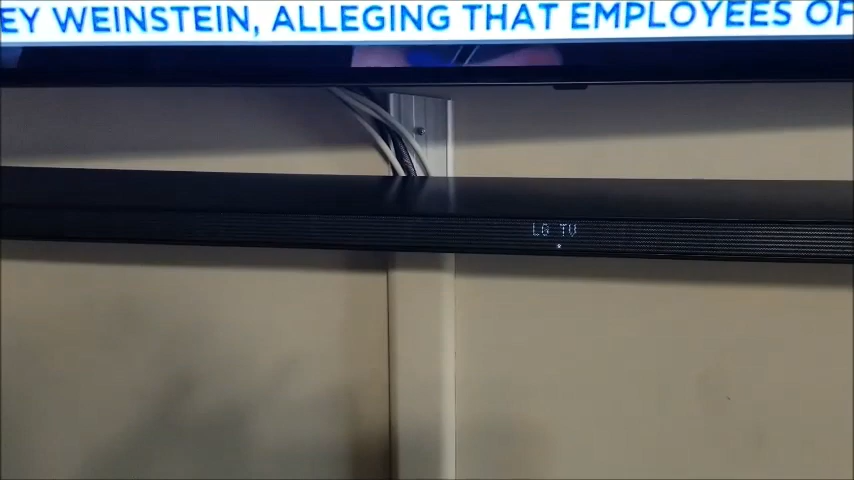 EY WEINSTEIN, ALLEGING THAT EMPLOYEES OF
LG TV